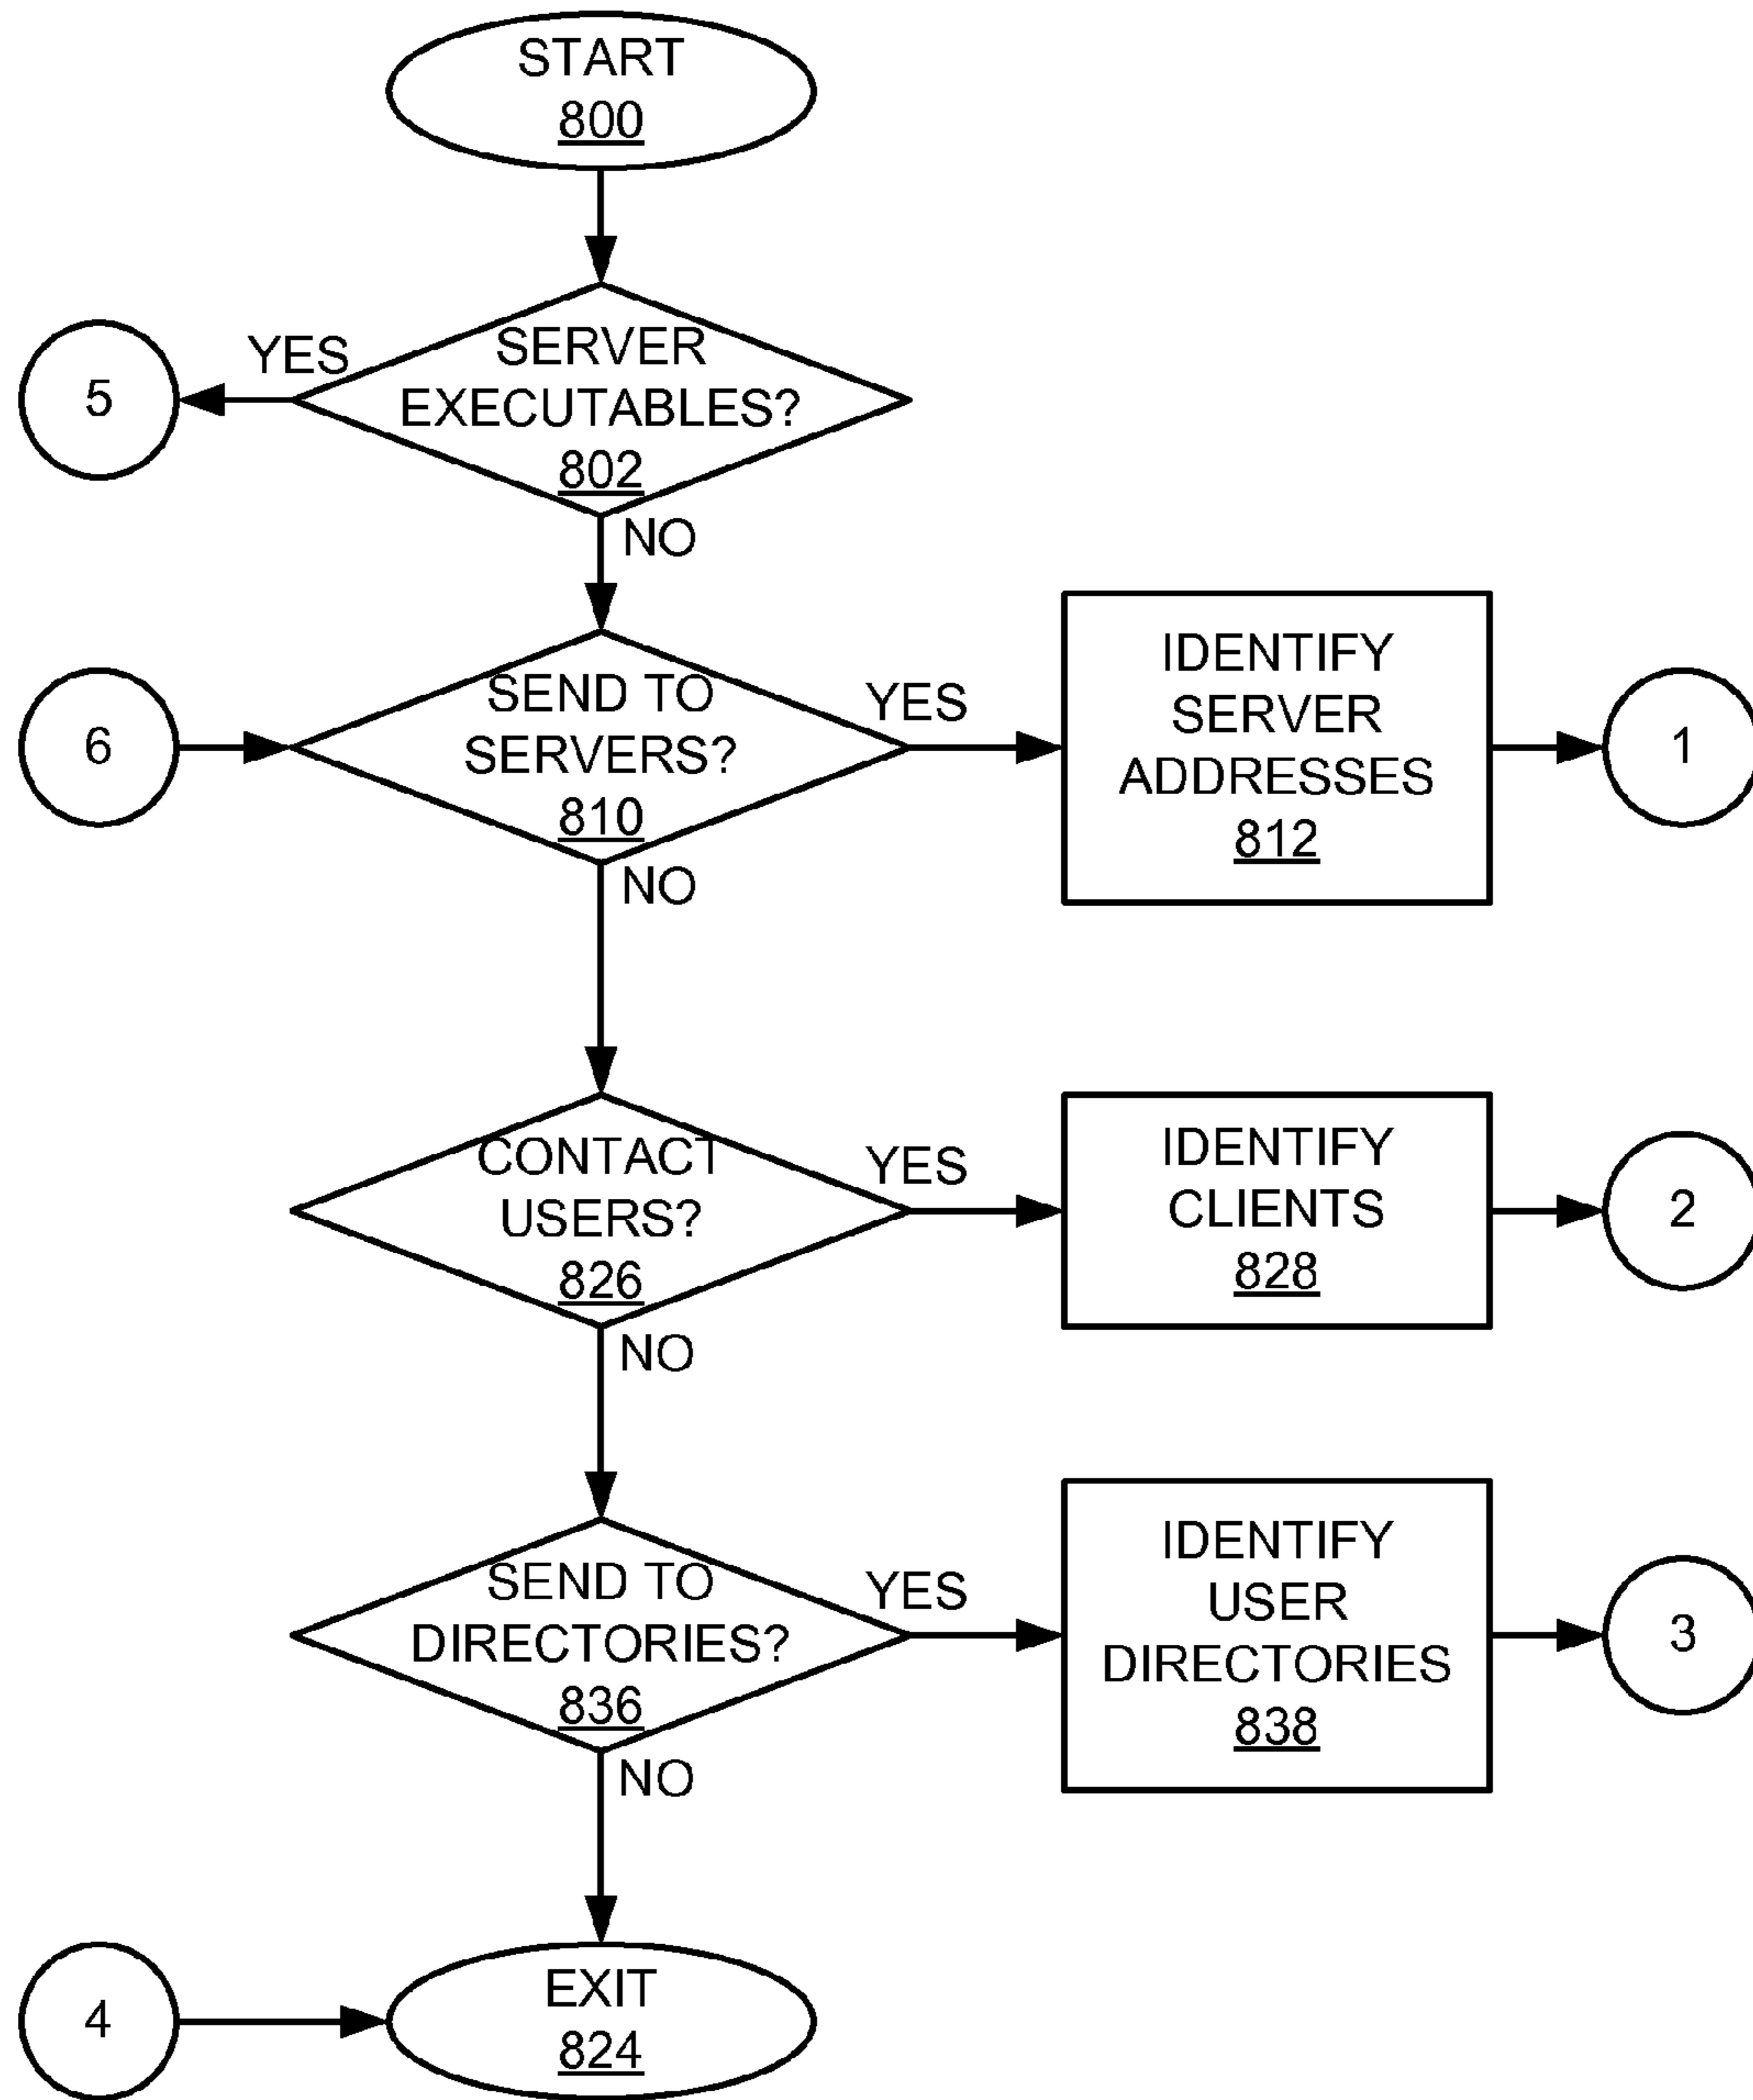 START
800
YES
SERVER
EXECUTABLES?
802
5
NO
6
SEND TO
SERVERS?
810
YES
IDENTIFY
SERVER
ADDRESSES
812
1
NO
CONTACT
USERS?
826
YES
IDENTIFY
CLIENTS
828
2
NO
SEND TO
DIRECTORIES?
836
YES
IDENTIFY
USER
DIRECTORIES
838
3
NO
4
EXIT
824